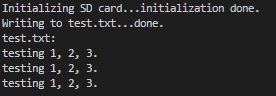 Initializing SD card...initialization done.
Writing to test.txt...done.
test.txt:
testing 1, 2, 3.
testing 1, 2, 3.
testing 1, 2, 3.